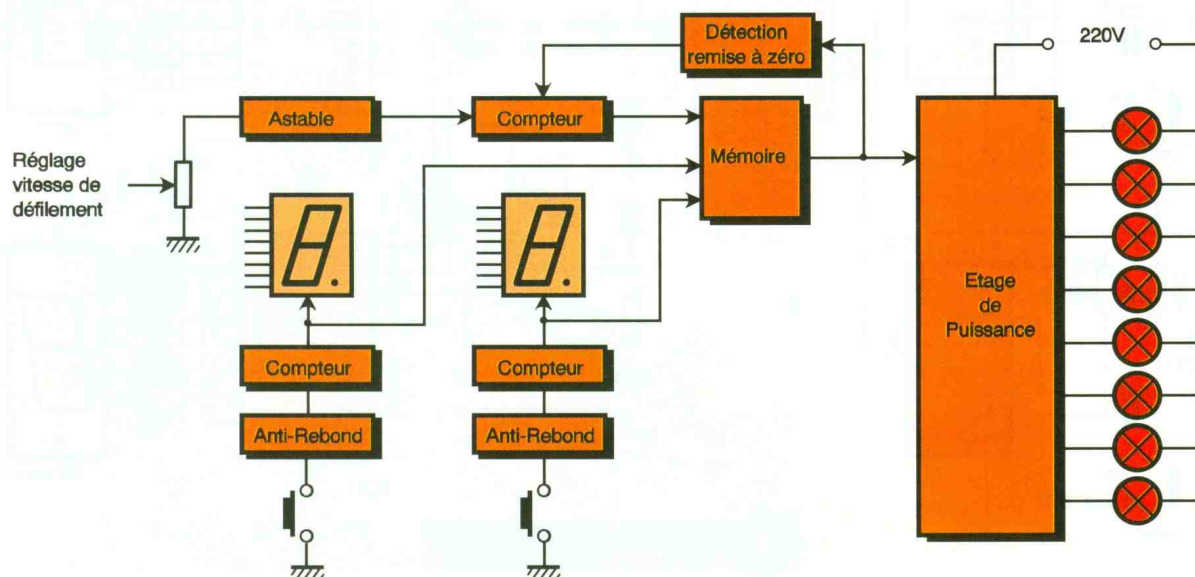 Détection
remise à zéro
220V
Astable
Compteur
Mémoire
Réglage
vitesse de
défilement
Etage
de
Puissance
Compteur
Compteur
Anti-Rebond
Anti-Rebond